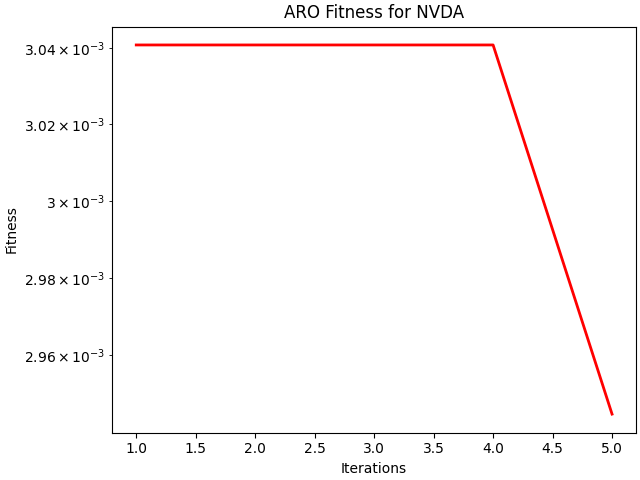 ARO Fitness for NVDA
3.04 × 10⁻³
3.02 × 10⁻³
3 × 10⁻³
2.98 × 10⁻³
2.96 × 10⁻³
Fitness
1.0 1.5 2.0 2.5 3.0 3.5 4.0 4.5 5.0
Iterations